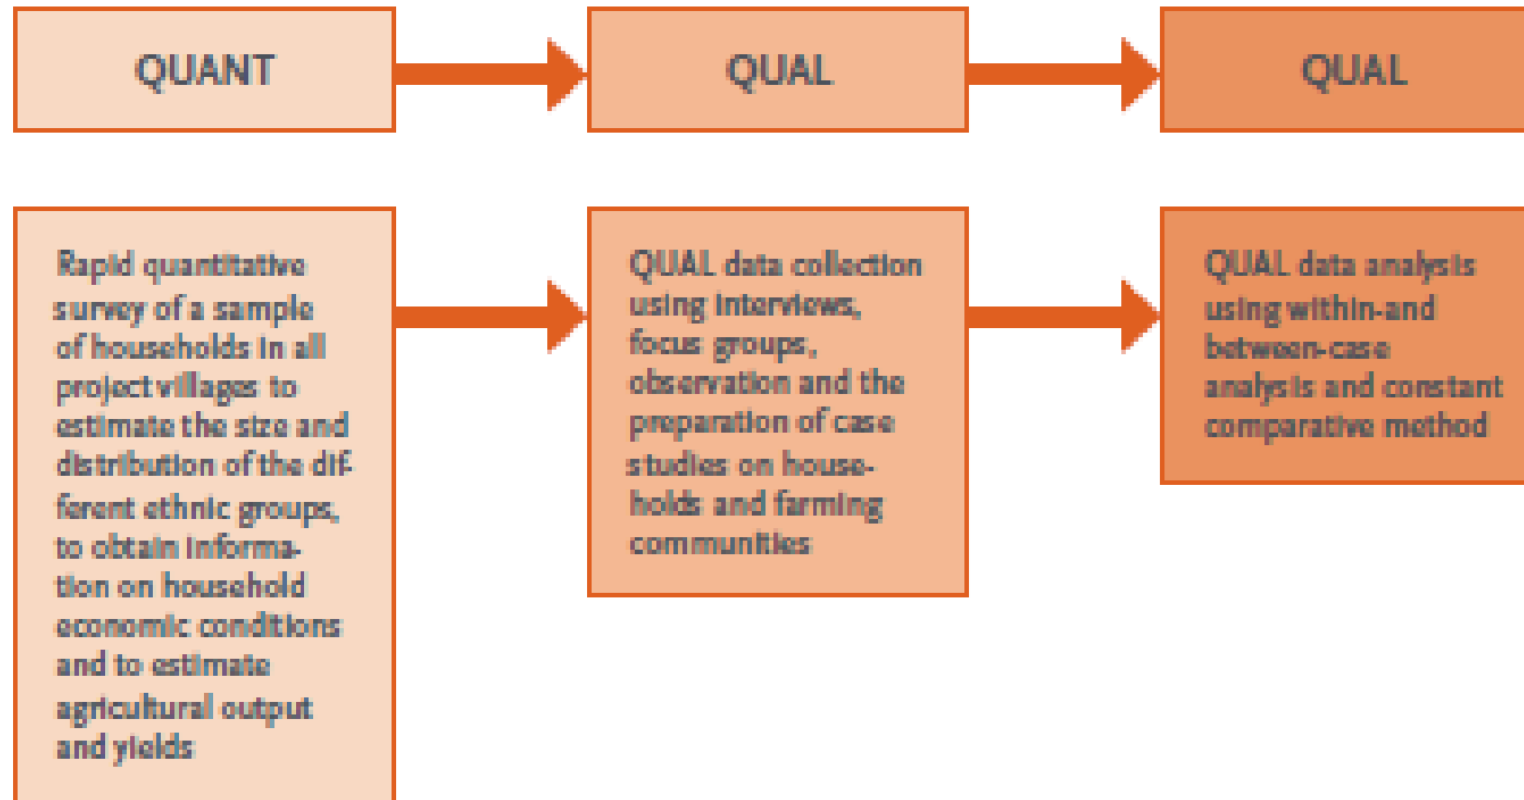 QUANT
QUAL
QUAL
Rapid quantitative
survey of a sample
of households in all
project villages to
estimate the size and
distribution of the dif-
ferent ethnic groups,
to obtain informa-
tion on household
economic conditions
and to estimate
agricultural output
and yields
QUAL data collection
using interviews,
focus groups,
observation and the
preparation of case
studies on house-
holds and farming
communities
QUAL data analysis
using within-and
between-case
analysis and constant
comparative method